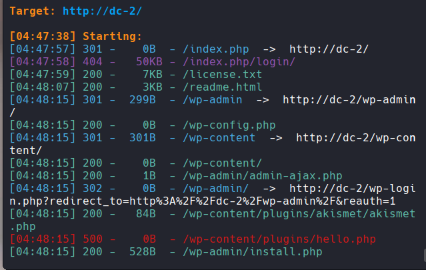 Target: http://dc-2/
[04:47:38] Starting:
[04:47:57] 301 -    0B  - /index.php  ->  http://dc-2/
[04:47:58] 404 -   50KB - /index.php/login/
[04:47:59] 200 -    7KB - /license.txt
[04:48:07] 200 -    3KB - /readme.html
[04:48:15] 301 -  299B  - /wp-admin  ->  http://dc-2/wp-admin
/
[04:48:15] 200 -    0B  - /wp-config.php
[04:48:15] 301 -  301B  - /wp-content  ->  http://dc-2/wp-con
tent/
[04:48:15] 200 -    0B  - /wp-content/
[04:48:15] 200 -    1B  - /wp-admin/admin-ajax.php
[04:48:15] 302 -    0B  - /wp-admin/  ->  http://dc-2/wp-logi
n.php?redirect_to=http%3A%2F%2Fdc-2%2Fwp-admin%2F&reauth=1
[04:48:15] 200 -   84B  - /wp-content/plugins/akismet/akismet
.php
[04:48:15] 500 -    0B  - /wp-content/plugins/hello.php
[04:48:15] 200 -  528B  - /wp-admin/install.php